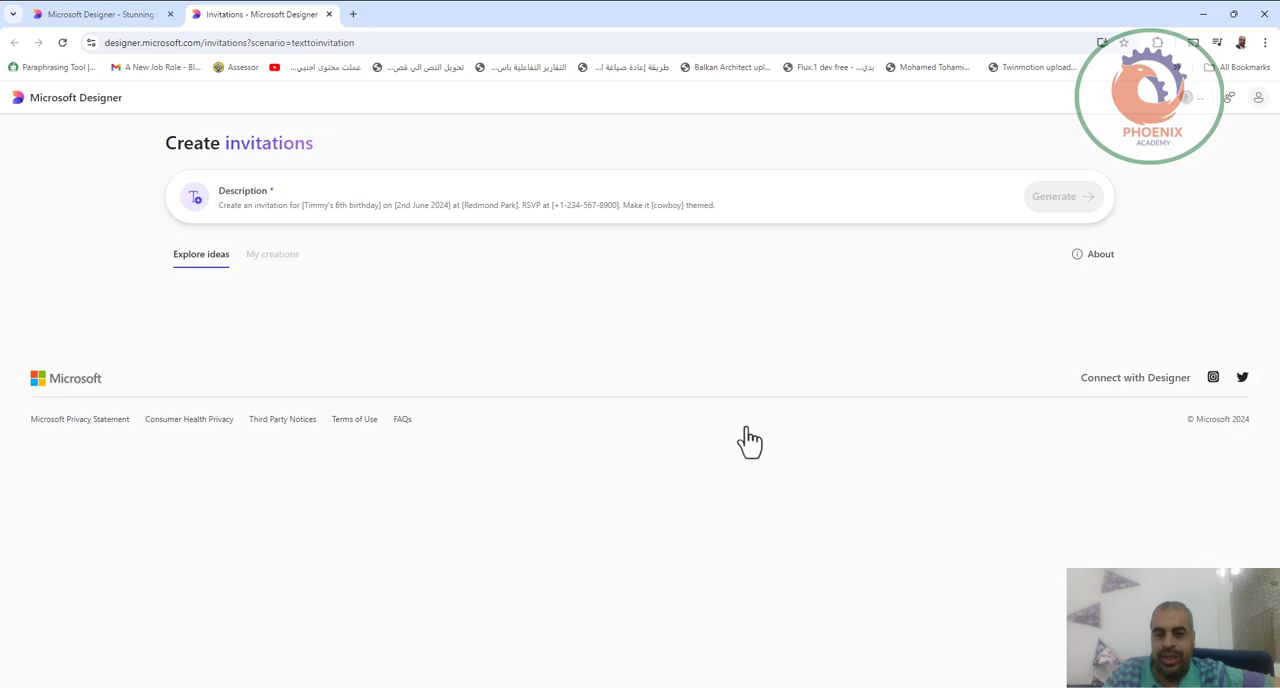 Microsoft Designer - Stunning
Invitations - Microsoft Designer
designer.microsoft.com/invitations?scenario=texttoinvitation
Paraphrasing Tool |...
A New Job Role - Bl...
Assessor
عملت محتوى اجنبي...
تحويل النص الي قص...
التقارير التفاعلية باس...
طريقة إعادة صياغة ا...
Balkan Architect upl...
Flux.1 dev free - بدي...
Mohamed Tohami...
Twinmotion upload...
All Bookmarks
Microsoft Designer
PHOENIX
ACADEMY
Create invitations
Description *
Create an invitation for [Timmy's 6th birthday] on [2nd June 2024] at [Redmond Park]. RSVP at [+1-234-567-8900]. Make it [cowboy] themed.
Generate
Explore ideas
My creations
About
Microsoft
Connect with Designer
Microsoft Privacy Statement
Consumer Health Privacy
Third Party Notices
Terms of Use
FAQs
© Microsoft 2024